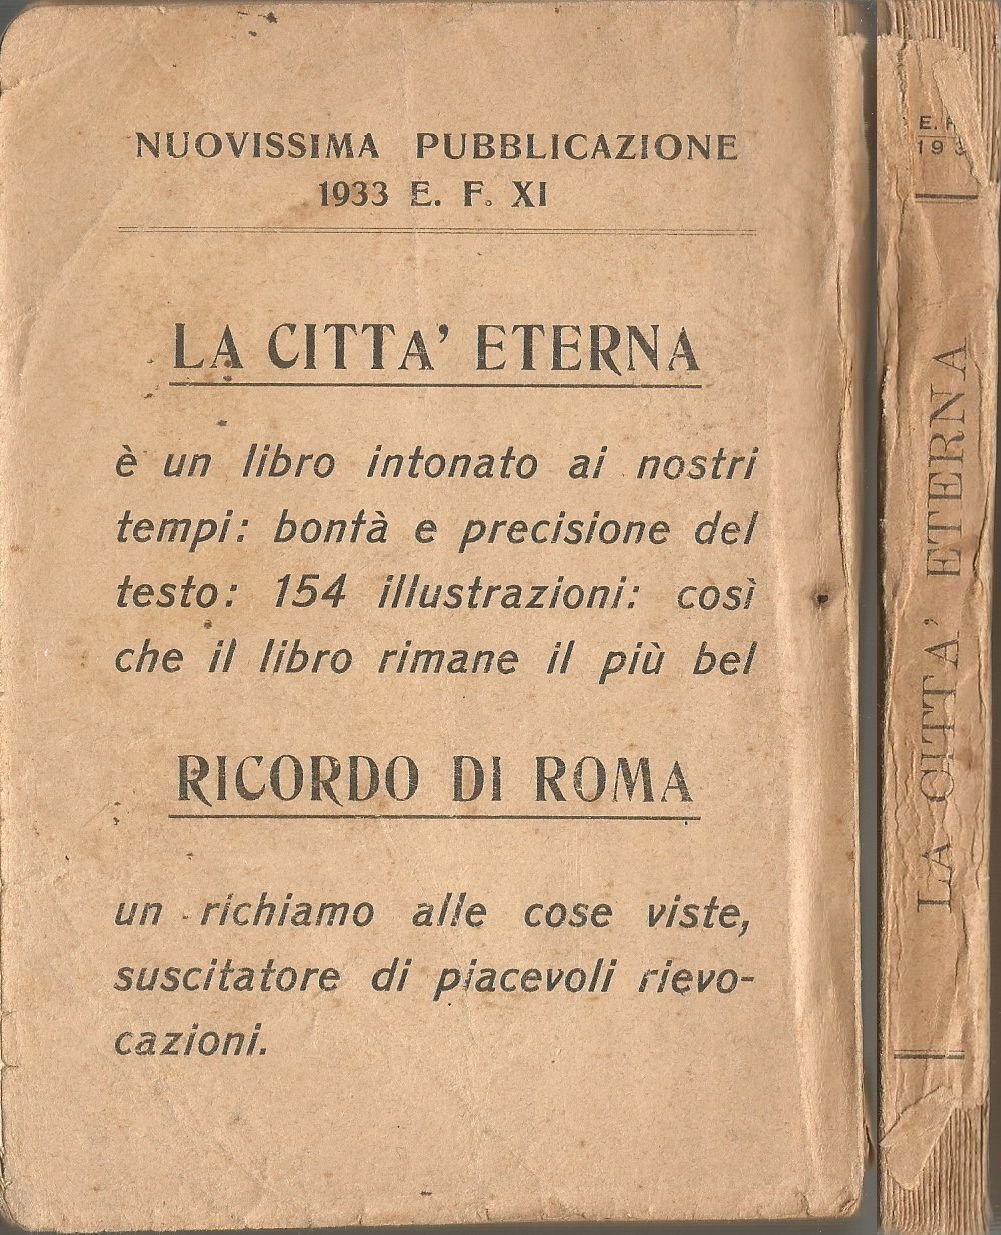 NUOVISSIMA PUBBLICAZIONE
1933 E. F. XI
LA CITTA' ETERNA
è un libro intonato ai nostri
tempi: bontà e precisione del
testo: 154 illustrazioni: così
che il libro rimane il più bel
RICORDO DI ROMA
un richiamo alle cose viste,
suscitatore di piacevoli rievo-
cazioni.
E. F
193
LA CITTA' ETERNA